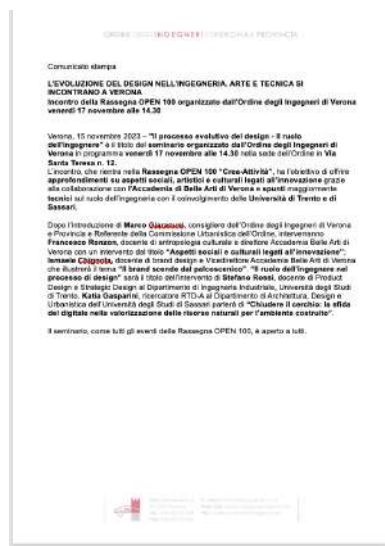 ORDINE DEGLI INGEGNERI VERONA E PROVINCIA
Comunicato stampa
L'EVOLUZIONE DEL DESIGN NELL'INGEGNERIA. ARTE E TECNICA SI
INCONTRANO A VERONA
Incontro della Rassegna OPEN 100 organizzato dall'Ordine degli Ingegneri di Verona
venerdì 17 novembre alle 14.30
Verona, 15 novembre 2023 – "Il processo evolutivo del design - Il ruolo
dell'ingegnere" è il titolo del seminario organizzato dall'Ordine degli Ingegneri di
Verona in programma venerdì 17 novembre alle 14.30 nella sede dell'Ordine in Via
Santa Teresa n. 12.
L'incontro, che rientra nella Rassegna OPEN 100 "Crea-Attività", ha l'obiettivo di offrire
approfondimenti su aspetti sociali, artistici e culturali legati all'innovazione grazie
alla collaborazione con l'Accademia di Belle Arti di Verona e spunti maggiormente
tecnici sul ruolo dell'ingegneria con il coinvolgimento delle Università di Trento e di
Sassari.
Dopo l'introduzione di Marco consigliere dell'Ordine degli Ingegneri di Verona
e Provincia e Referente della Commissione Urbanistica dell'Ordine, interverranno
Francesco Ronzon, docente di antropologia culturale e direttore Accademia Belle Arti di
Verona con un intervento dal titolo "Aspetti sociali e culturali legati all'innovazione";
Ismaele Chignola, docente di brand design e Vicedirettore Accademia Belle Arti di Verona
che illustrerà il tema "Il brand scende dal palcoscenico". "Il ruolo dell'ingegnere nel
processo di design" sarà il titolo dell'intervento di Stefano Rossi, docente di Product
Design e Strategic Design al Dipartimento di Ingegneria Industriale, Università degli Studi
di Trento. Katia Gasparini, ricercatore RTD-A al Dipartimento di Architettura, Design e
Urbanistica dell'Università degli Studi di Sassari parlerà di "Chiudere il cerchio: la sfida
del digitale nella valorizzazione delle risorse naturali per l'ambiente costruito".
Il seminario, come tutti gli eventi della Rassegna OPEN 100, è aperto a tutti.